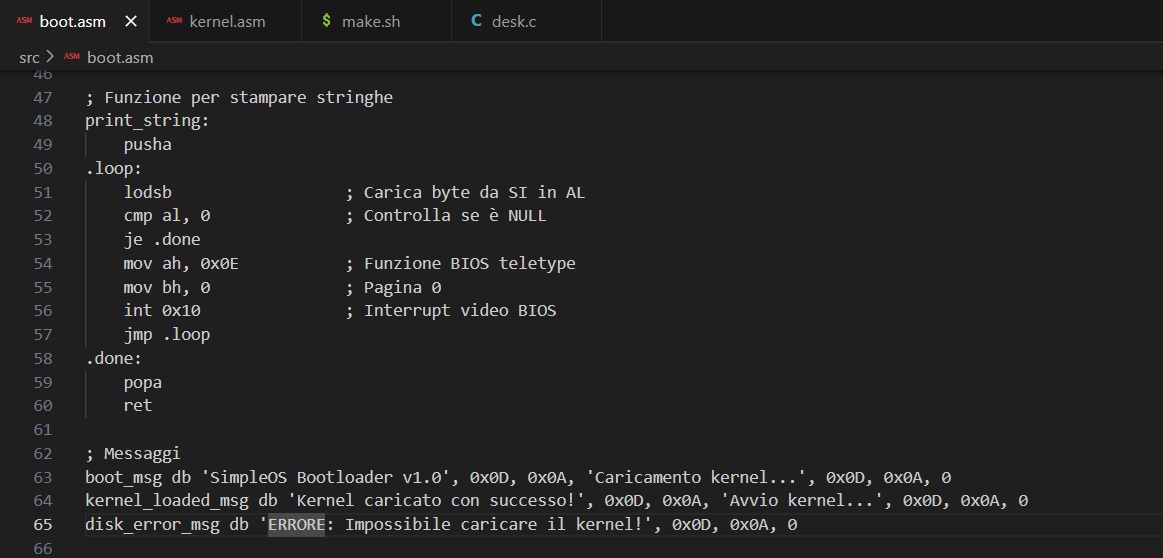 ASM boot.asm × ASM kernel.asm $ make.sh C desk.c
src > ASM boot.asm
46
47 ; Funzione per stampare stringhe
48 print_string:
49     pusha
50 .loop:
51     lodsb                  ; Carica byte da SI in AL
52     cmp al, 0              ; Controlla se è NULL
53     je .done
54     mov ah, 0x0E           ; Funzione BIOS teletype
55     mov bh, 0              ; Pagina 0
56     int 0x10               ; Interrupt video BIOS
57     jmp .loop
58 .done:
59     popa
60     ret
61
62 ; Messaggi
63 boot_msg db 'SimpleOS Bootloader v1.0', 0x0D, 0x0A, 'Caricamento kernel...', 0x0D, 0x0A, 0
64 kernel_loaded_msg db 'Kernel caricato con successo!', 0x0D, 0x0A, 'Avvio kernel...', 0x0D, 0x0A, 0
65 disk_error_msg db 'ERRORE: Impossibile caricare il kernel!', 0x0D, 0x0A, 0
66